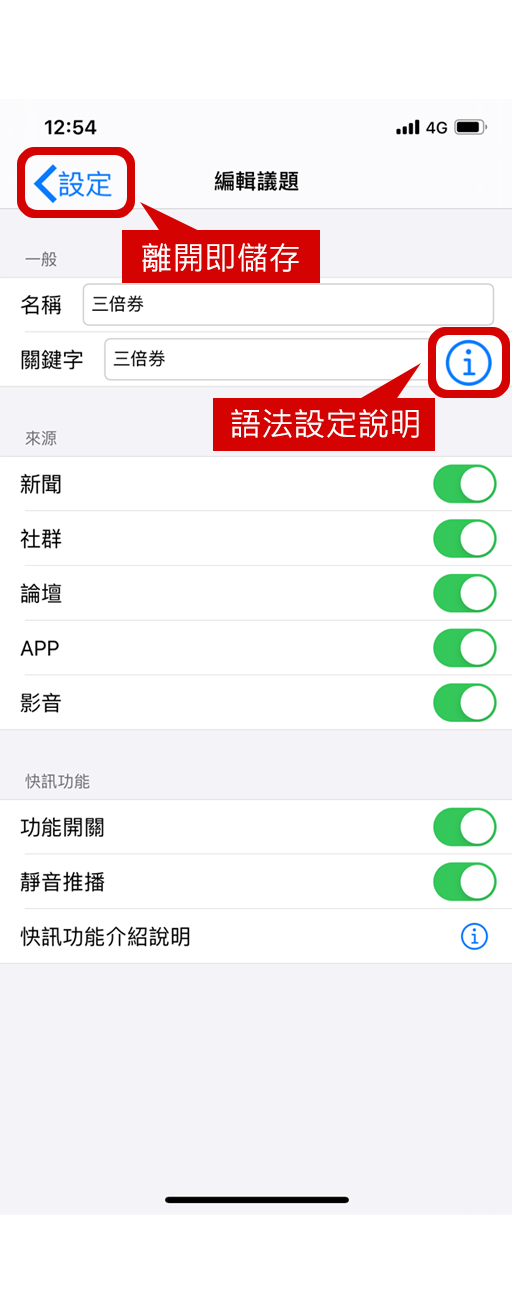 12:54
4G
設定
編輯議題
離開即儲存
一般
名稱
三倍券
關鍵字
三倍券
語法設定說明
來源
新聞
社群
論壇
APP
影音
快訊功能
功能開關
靜音推播
快訊功能介紹說明